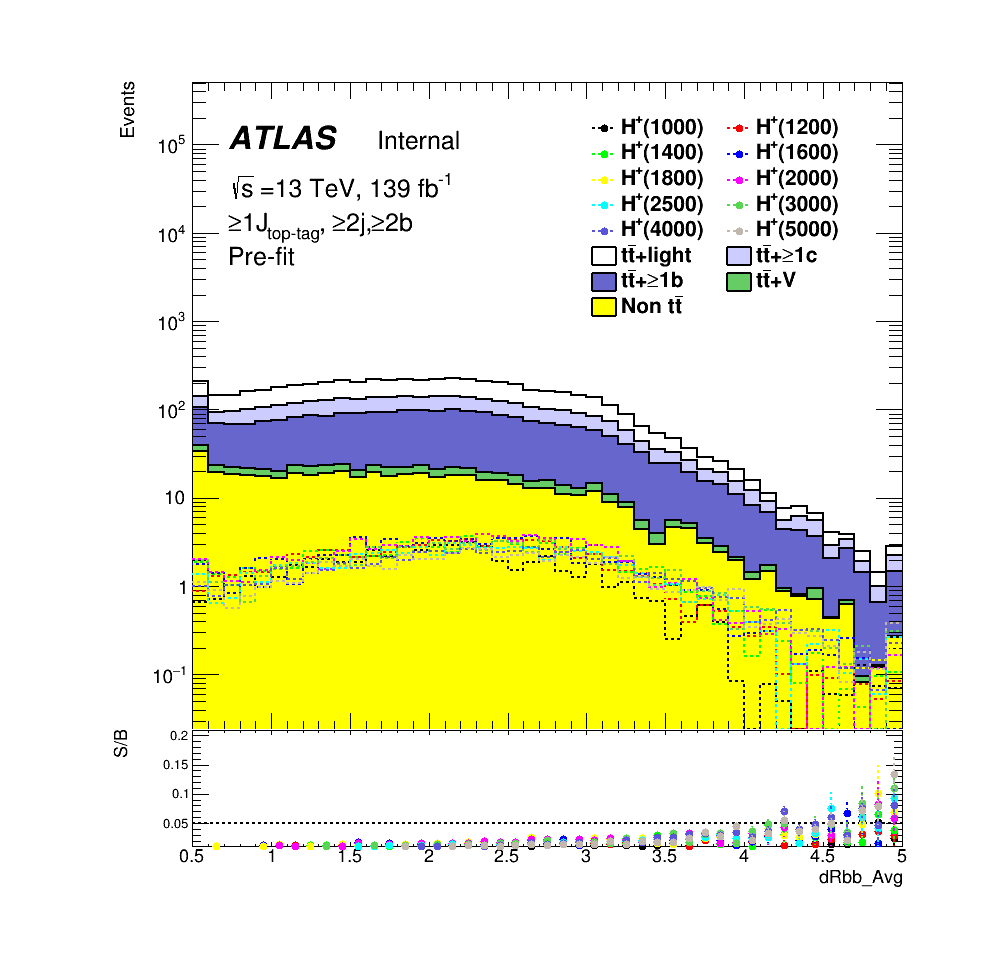 Events
ATLAS Internal
√s =13 TeV, 139 fb⁻¹
≥1J_top-tag, ≥2j,≥2b
Pre-fit
H⁺(1000) H⁺(1200)
H⁺(1400) H⁺(1600)
H⁺(1800) H⁺(2000)
H⁺(2500) H⁺(3000)
H⁺(4000) H⁺(5000)
tt̄+light tt̄+≥1c
tt̄+≥1b tt̄+V
Non tt̄
10⁵
10⁴
10³
10²
10
1
10⁻¹
S/B
0.2
0.15
0.1
0.05
0.5 1 1.5 2 2.5 3 3.5 4 4.5 5
dRbb_Avg